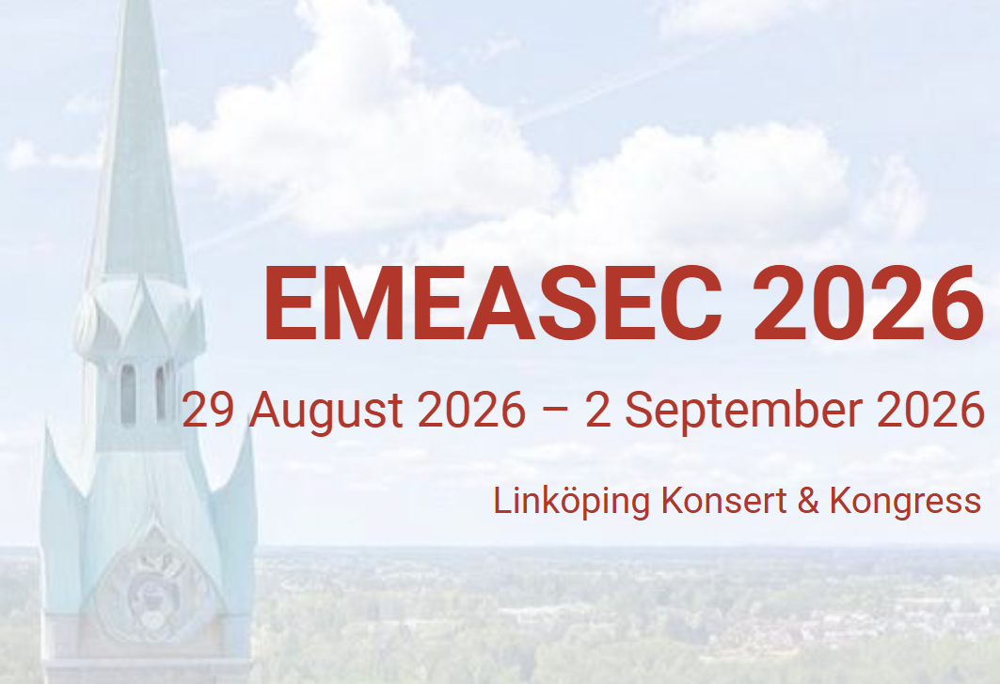 EMEASEC 2026
29 August 2026 – 2 September 2026
Linköping Konsert & Kongress